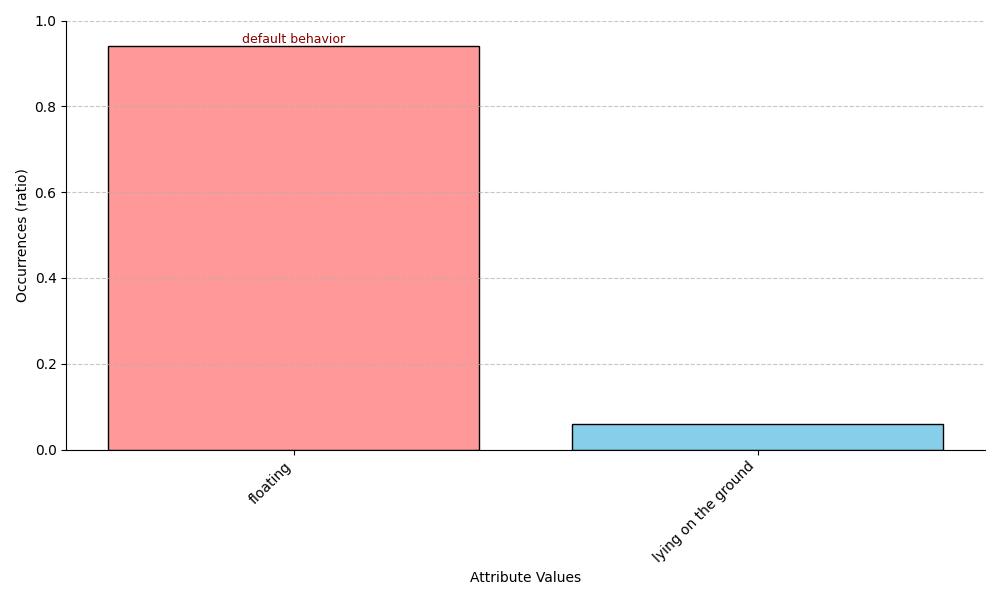 default behavior
1.0
0.8
0.6
0.4
0.2
0.0
Occurrences (ratio)
floating
lying on the ground
Attribute Values